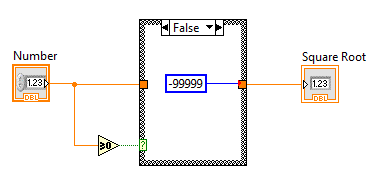 False
Number
Square Root
1.23
DBL
-99999
1.23
DBL
≥0
?